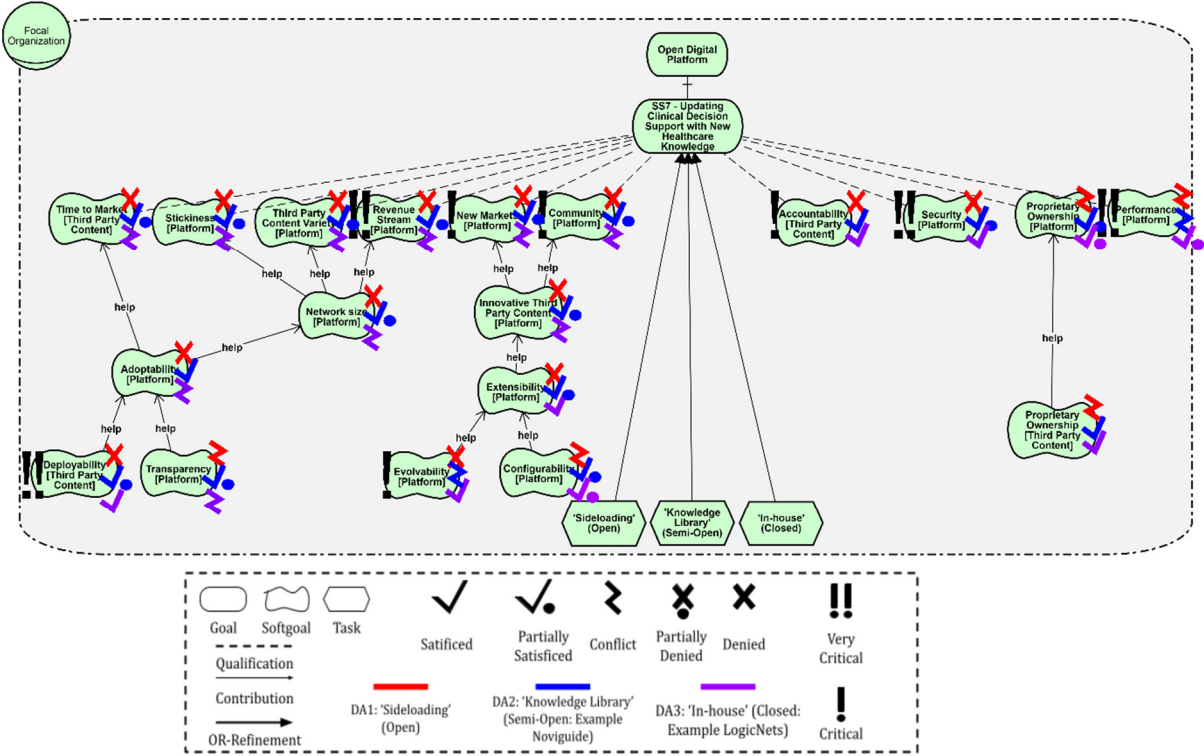 Focal
Organization
Open Digital
Platform
SS7 - Updating
Clinical Decision
Support with New
Healthcare
Knowledge
Time to Market
[Third Party
Content]
Stickiness
[Platform]
Third Party
Content Variety
[Platform]
Revenue
Stream
[Platform]
New Markets
[Platform]
Community
[Platform]
Accountability
[Third Party
Content]
Security
[Platform]
Proprietary
Ownership
[Platform]
Performance
[Platform]
help
help
help
help
help
Network size
[Platform]
Innovative Third
Party Content
[Platform]
help
help
help
help
Adoptability
[Platform]
Extensibility
[Platform]
help
help
help
help
Proprietary
Ownership
[Third Party
Content]
Deployability
[Third Party
Content]
Transparency
[Platform]
Evolvability
[Platform]
Configurability
[Platform]
'Sideloading'
(Open)
'Knowledge
Library'
(Semi-Open)
'In-house'
(Closed)
Goal
Softgoal
Task
Satificed
Partially
Satisficed
Conflict
Partially
Denied
Denied
Very
Critical
Qualification
Contribution
OR-Refinement
DA1: 'Sideloading'
(Open)
DA2: 'Knowledge Library'
(Semi-Open: Example
Noviguide)
DA3: 'In-house' (Closed:
Example LogicNets)
Critical